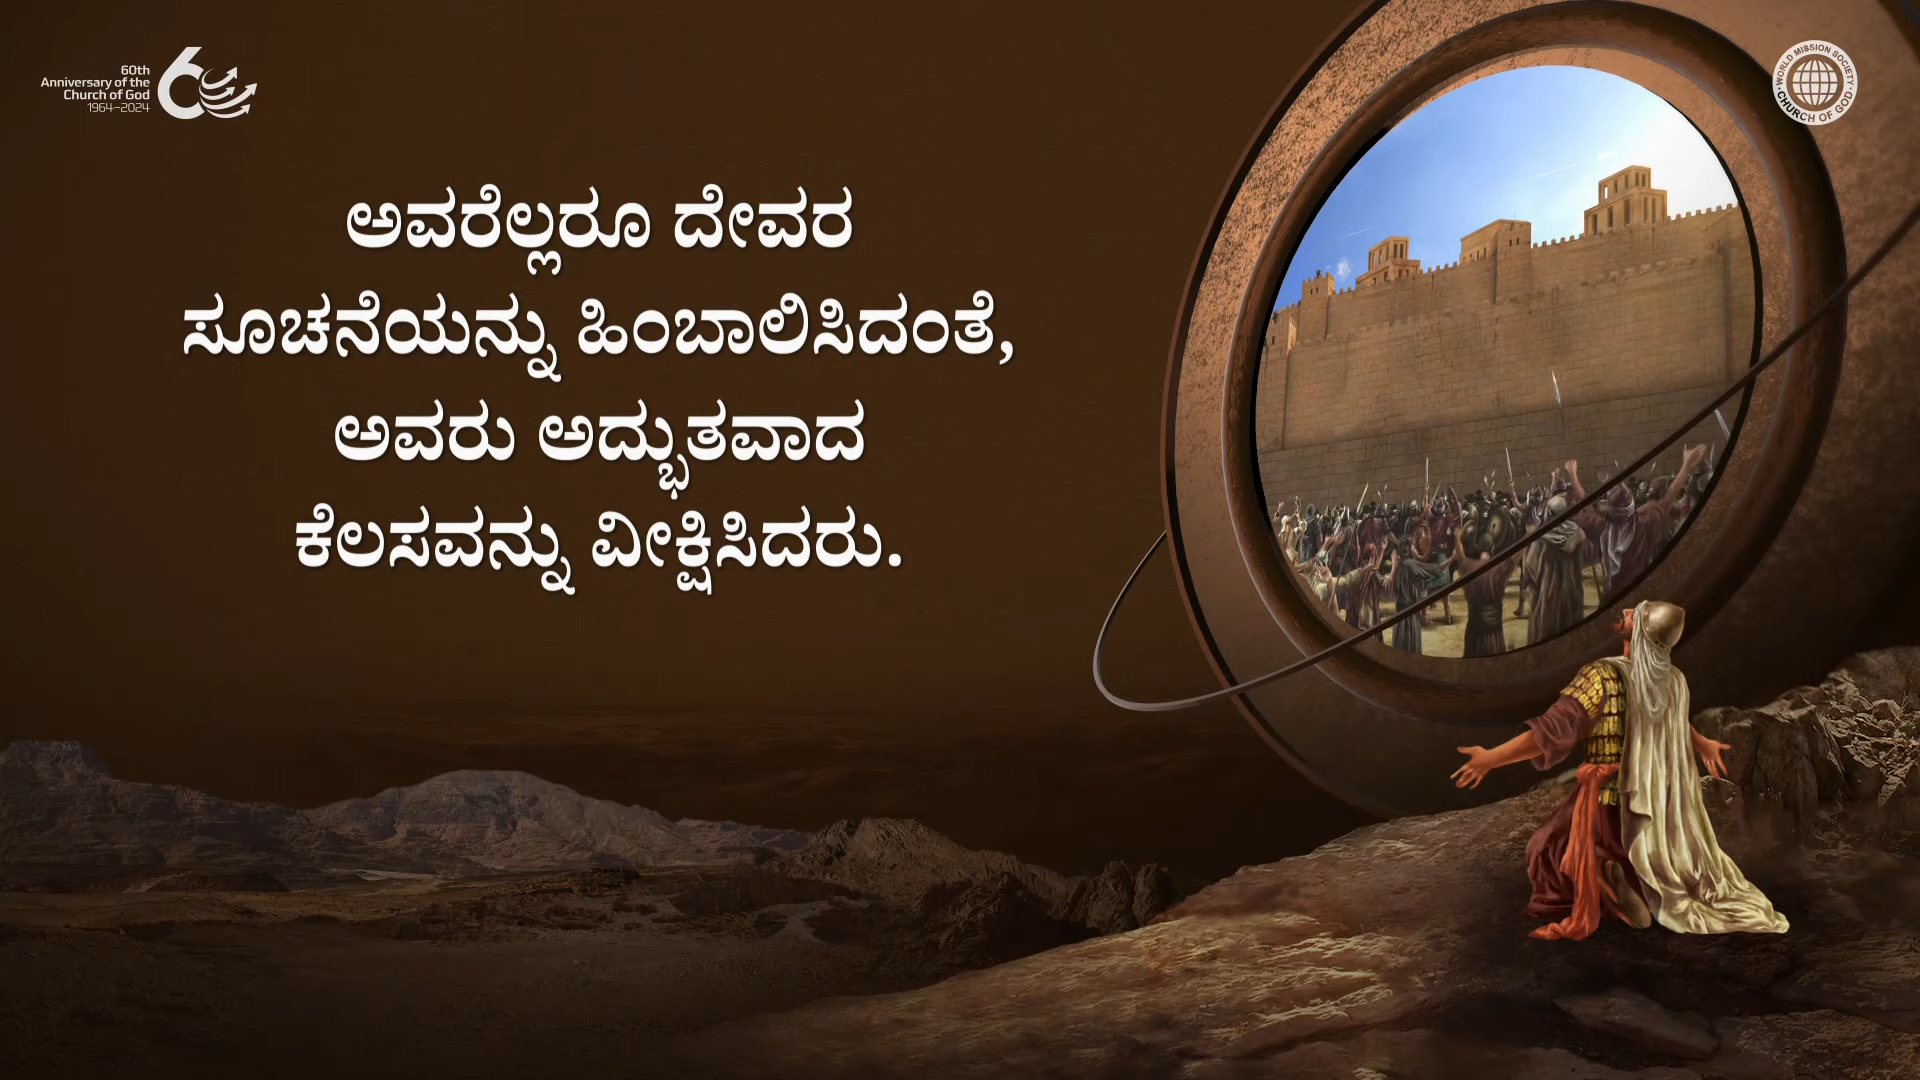 60th
Anniversary of the
Church of God
1964–2024
WORLD MISSION SOCIETY
CHURCH OF GOD
ಅವರೆಲ್ಲರೂ ದೇವರ
ಸೂಚನೆಯನ್ನು ಹಿಂಬಾಲಿಸಿದಂತೆ,
ಅವರು ಅದ್ಭುತವಾದ
ಕೆಲಸವನ್ನು ವೀಕ್ಷಿಸಿದರು.